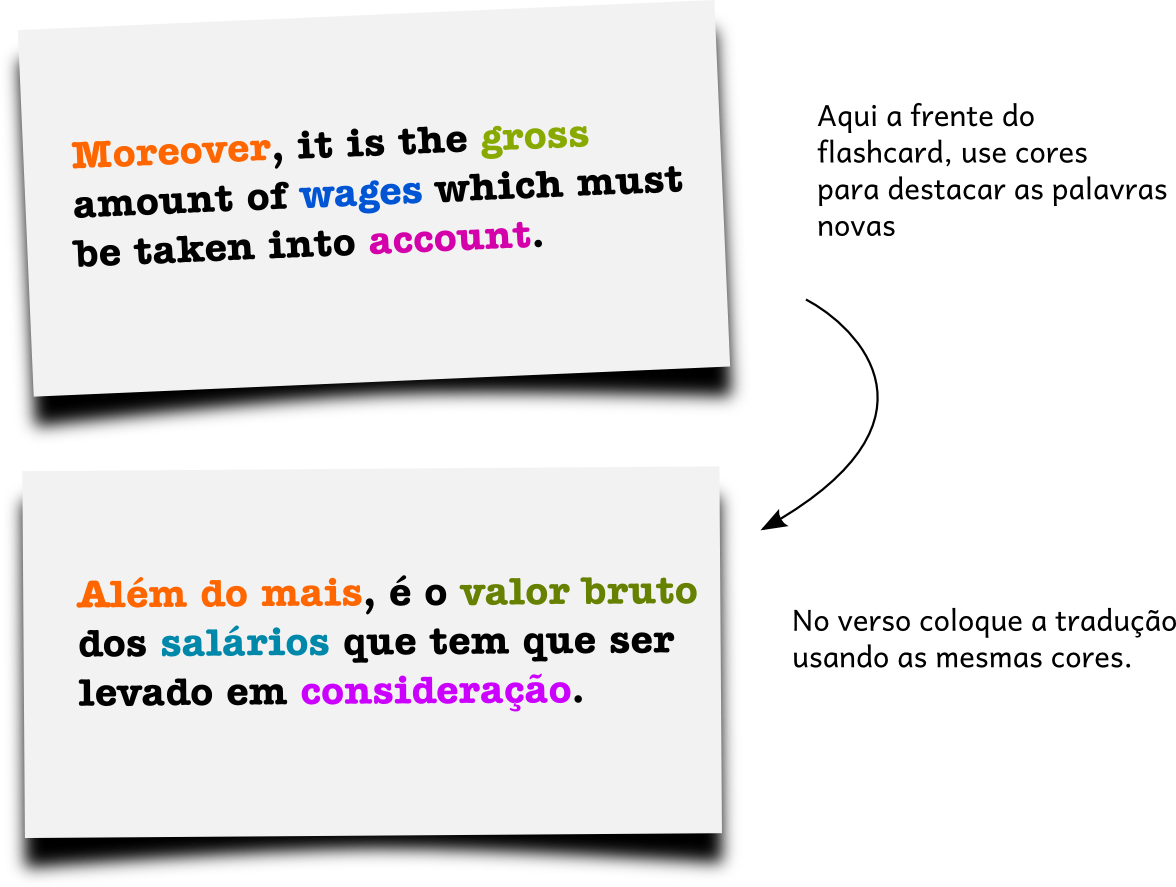 Moreover, it is the gross
amount of wages which must
be taken into account.
Aqui a frente do
flashcard, use cores
para destacar as palavras
novas
Além do mais, é o valor bruto
dos salários que tem que ser
levado em consideração.
No verso coloque a tradução
usando as mesmas cores.